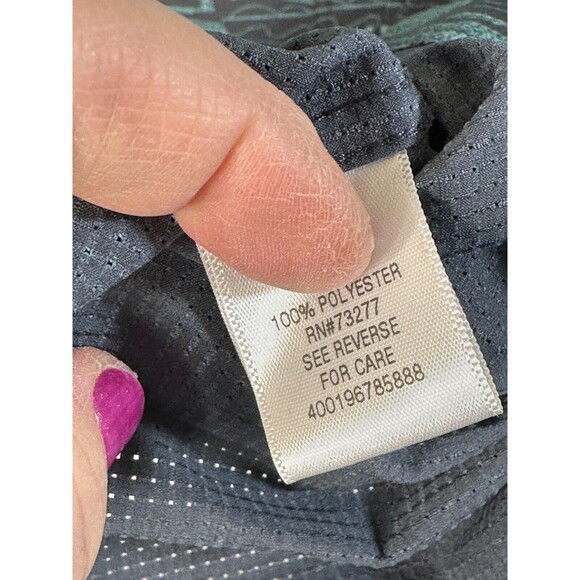 100% POLYESTER
RN#73277
SEE REVERSE
FOR CARE
400196785888